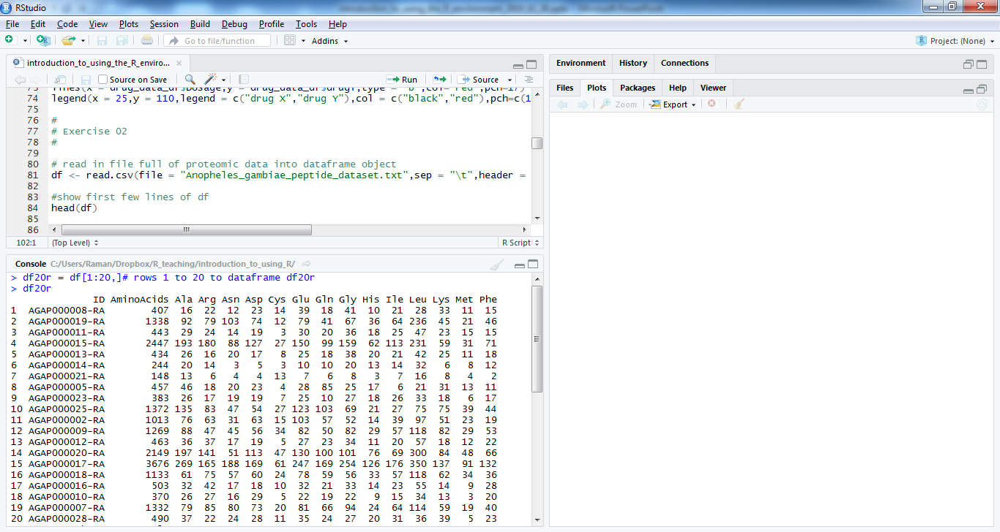 RStudio
File Edit Code View Plots Session Build Debug Profile Tools Help
Go to file/function Addins Project: (None)
introduction_to_using_the_R_enviro...
Source on Save Run Source
73 lines(x = drug_data_df$Dosage,y = drug_data_df$drugY,type = "b",col="red",pch=17)
74 legend(x = 25,y = 110,legend = c("drug X","drug Y"),col = c("black","red"),pch=c(1
75
76 #
77 # Exercise 02
78 #
79
80 # read in file full of proteomic data into dataframe object
81 df <- read.csv(file = "Anopheles_gambiae_peptide_dataset.txt",sep = "\t",header =
82
83 #show first few lines of df
84 head(df)
85
86
102:1 (Top Level) R Script
Console C:/Users/Raman/Dropbox/R_teaching/introduction_to_using_R/
> df20r = df[1:20,]# rows 1 to 20 to dataframe df20r
> df20r
ID AminoAcids Ala Arg Asn Asp Cys Glu Gln Gly His Ile Leu Lys Met Phe
1 AGAP000008-RA 407 16 22 12 23 14 39 18 41 10 21 28 33 11 15
2 AGAP000019-RA 1338 92 79 103 74 12 79 41 67 36 64 236 45 21 46
3 AGAP000011-RA 443 29 24 14 19 3 30 20 36 18 25 47 23 15 15
4 AGAP000015-RA 2447 193 180 88 127 27 150 99 159 62 113 231 59 31 71
5 AGAP000013-RA 434 26 16 20 17 8 25 18 38 20 21 42 25 11 18
6 AGAP000014-RA 244 20 14 3 5 3 10 10 20 13 14 32 6 8 12
7 AGAP000021-RA 148 13 6 4 4 13 7 6 8 3 7 16 8 4 2
8 AGAP000005-RA 457 46 18 20 23 4 28 85 25 17 6 21 31 13 11
9 AGAP000023-RA 383 26 17 19 19 7 25 10 27 18 26 33 18 6 17
10 AGAP000025-RA 1372 135 83 47 54 27 123 103 69 21 27 75 75 39 44
11 AGAP000002-RA 1013 76 63 31 63 15 103 57 52 14 39 97 51 23 19
12 AGAP000009-RA 1269 88 47 45 56 34 82 50 82 29 57 118 82 29 53
13 AGAP000012-RA 463 36 37 17 19 5 27 23 34 11 20 57 18 12 22
14 AGAP000020-RA 2149 197 141 51 113 47 130 100 101 76 69 300 84 48 66
15 AGAP000017-RA 3676 269 165 188 169 61 247 169 254 126 176 350 137 91 132
16 AGAP000018-RA 1133 61 75 57 60 24 78 59 56 33 57 118 62 34 36
17 AGAP000016-RA 503 32 42 17 18 10 32 21 33 14 23 55 14 9 28
18 AGAP000010-RA 370 26 27 16 29 5 22 19 22 9 15 34 13 3 20
19 AGAP000007-RA 1332 79 85 80 73 20 81 66 94 24 64 114 59 19 40
20 AGAP000028-RA 490 37 22 24 28 11 35 24 27 20 31 36 39 5 23
Environment History Connections
Files Plots Packages Help Viewer
Zoom Export